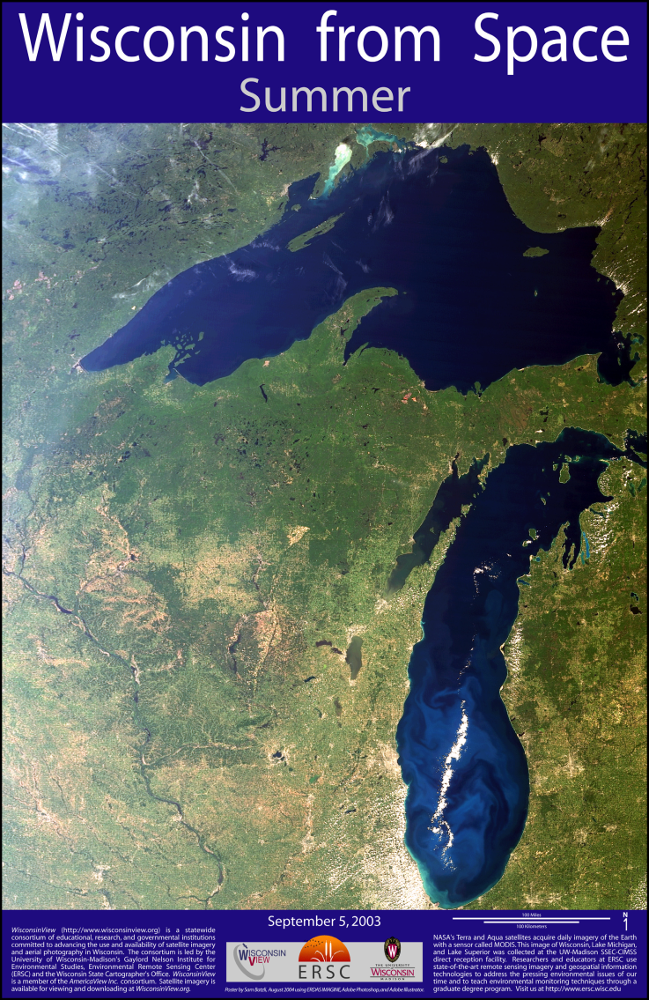 Wisconsin from Space
Summer
September 5, 2003
100 Miles
100 Kilometers
N
1
WisconsinView (http://www.wisconsinview.org) is a statewide
consortium of educational, research, and governmental institutions
committed to advancing the use and availability of satellite imagery
and aerial photography in Wisconsin. The consortium is led by the
University of Wisconsin-Madison's Gaylord Nelson Institute for
Environmental Studies, Environmental Remote Sensing Center
(ERSC) and the Wisconsin State Cartographer's Office. WisconsinView
is a member of the AmericaView Inc. consortium. Satellite imagery is
available for viewing and downloading at WisconsinView.org.
WISCONSIN
VIEW
ERSC
W
THE UNIVERSITY
WISCONSIN
MADISON
Poster by Sam Batzli, August 2004 using ERDAS IMAGINE, Adobe Photoshop, and Adobe Illustrator.
NASA's Terra and Aqua satellites acquire daily imagery of the Earth
with a sensor called MODIS. This image of Wisconsin, Lake Michigan,
and Lake Superior was collected at the UW-Madison SSEC-CIMSS
direct reception facility. Researchers and educators at ERSC use
state-of-the-art remote sensing imagery and geospatial information
technologies to address the pressing environmental issues of our
time and to teach environmental monitoring techniques through a
graduate degree program. Visit us at http://www.ersc.wisc.edu